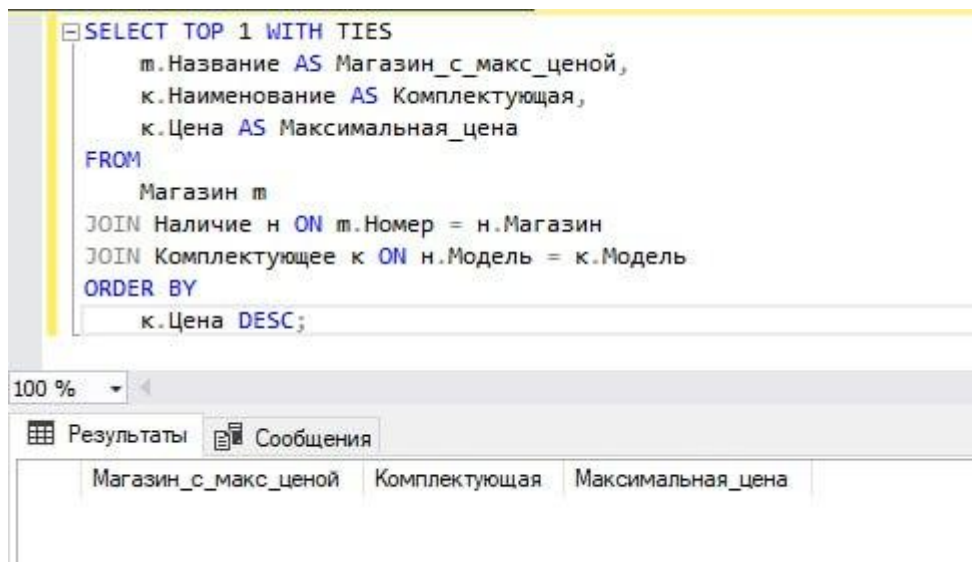 SELECT TOP 1 WITH TIES
m.Название AS Магазин_с_макс_ценой,
к.Наименование AS Комплектующая,
к.Цена AS Максимальная_цена
FROM
Магазин m
JOIN Наличие н ON m.Номер = н.Магазин
JOIN Комплектующее к ON н.Модель = к.Модель
ORDER BY
к.Цена DESC;
100 %
Результаты Сообщения
Магазин_с_макс_ценой Комплектующая Максимальная_цена